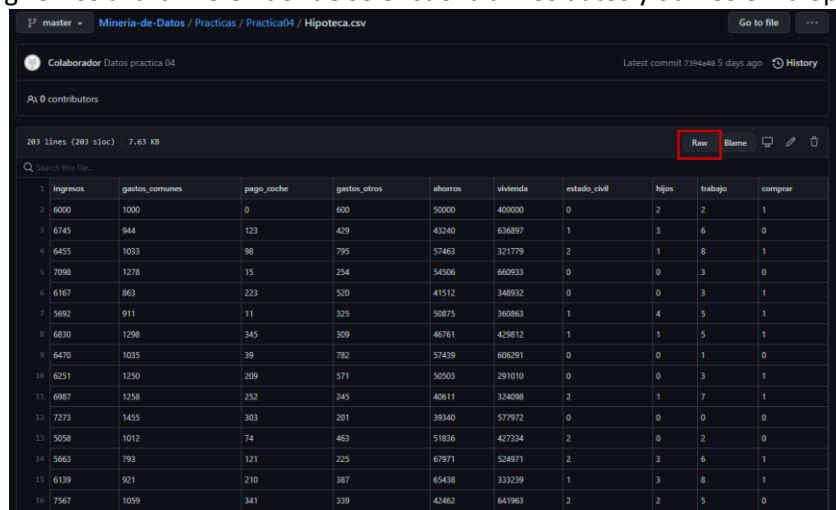 master Mineria-de-Datos / Practicas / Practica04 / Hipoteca.csv Go to file ...
Colaborador Datos practica 04 Latest commit 7394a40 5 days ago History
0 contributors
203 lines (203 sloc) 7.63 KB Raw Blame
Search this file...
1 ingresos gastos_comunes pago_coche gastos_otros ahorros vivienda estado_civil hijos trabajo comprar
2 6000 1000 0 600 50000 400000 0 2 2 1
3 6745 944 123 429 43240 636897 1 3 6 0
4 6455 1033 98 795 57463 321779 2 1 8 1
5 7098 1278 15 254 54506 660933 0 0 3 0
6 6167 863 223 520 41512 348932 0 0 3 1
7 5692 911 11 325 50875 360863 1 4 5 1
8 6830 1298 345 309 46761 429812 1 1 5 1
9 6470 1035 39 782 57439 606291 0 0 1 0
10 6251 1250 209 571 50503 291010 0 0 3 1
11 6987 1258 252 245 40611 324098 2 1 7 1
12 7273 1455 303 201 39340 577972 0 0 0 0
13 5058 1012 74 463 51836 427334 2 0 2 0
14 5663 793 121 225 67971 524971 2 3 6 1
15 6139 921 210 387 65438 333239 1 3 8 1
16 7567 1059 341 339 42462 641963 2 2 5 0